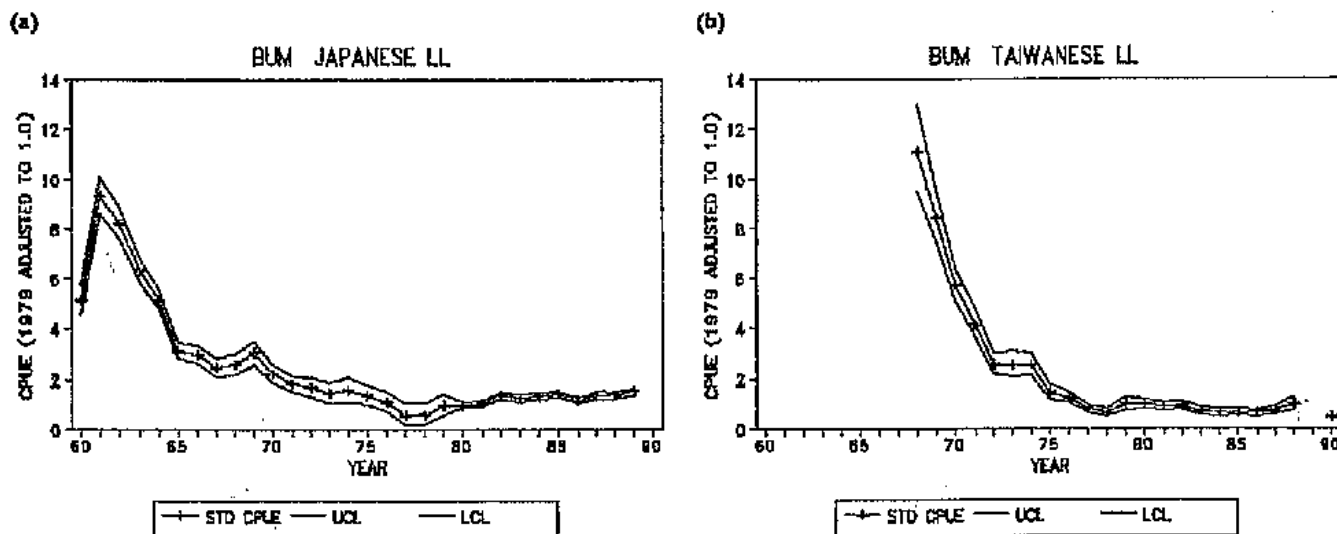 (a)
BUM JAPANESE LL
CPUE (1979 ADJUSTED TO 1.0)
14
12
10
8
6
4
2
0
60 65 70 75 80 85 90
YEAR
STD CPUE UCL LCL
(b)
BUM TAIWANESE LL
CPUE (1979 ADJUSTED TO 1.0)
14
12
10
8
6
4
2
0
60 65 70 75 80 85 90
YEAR
STD CPUE UCL LCL